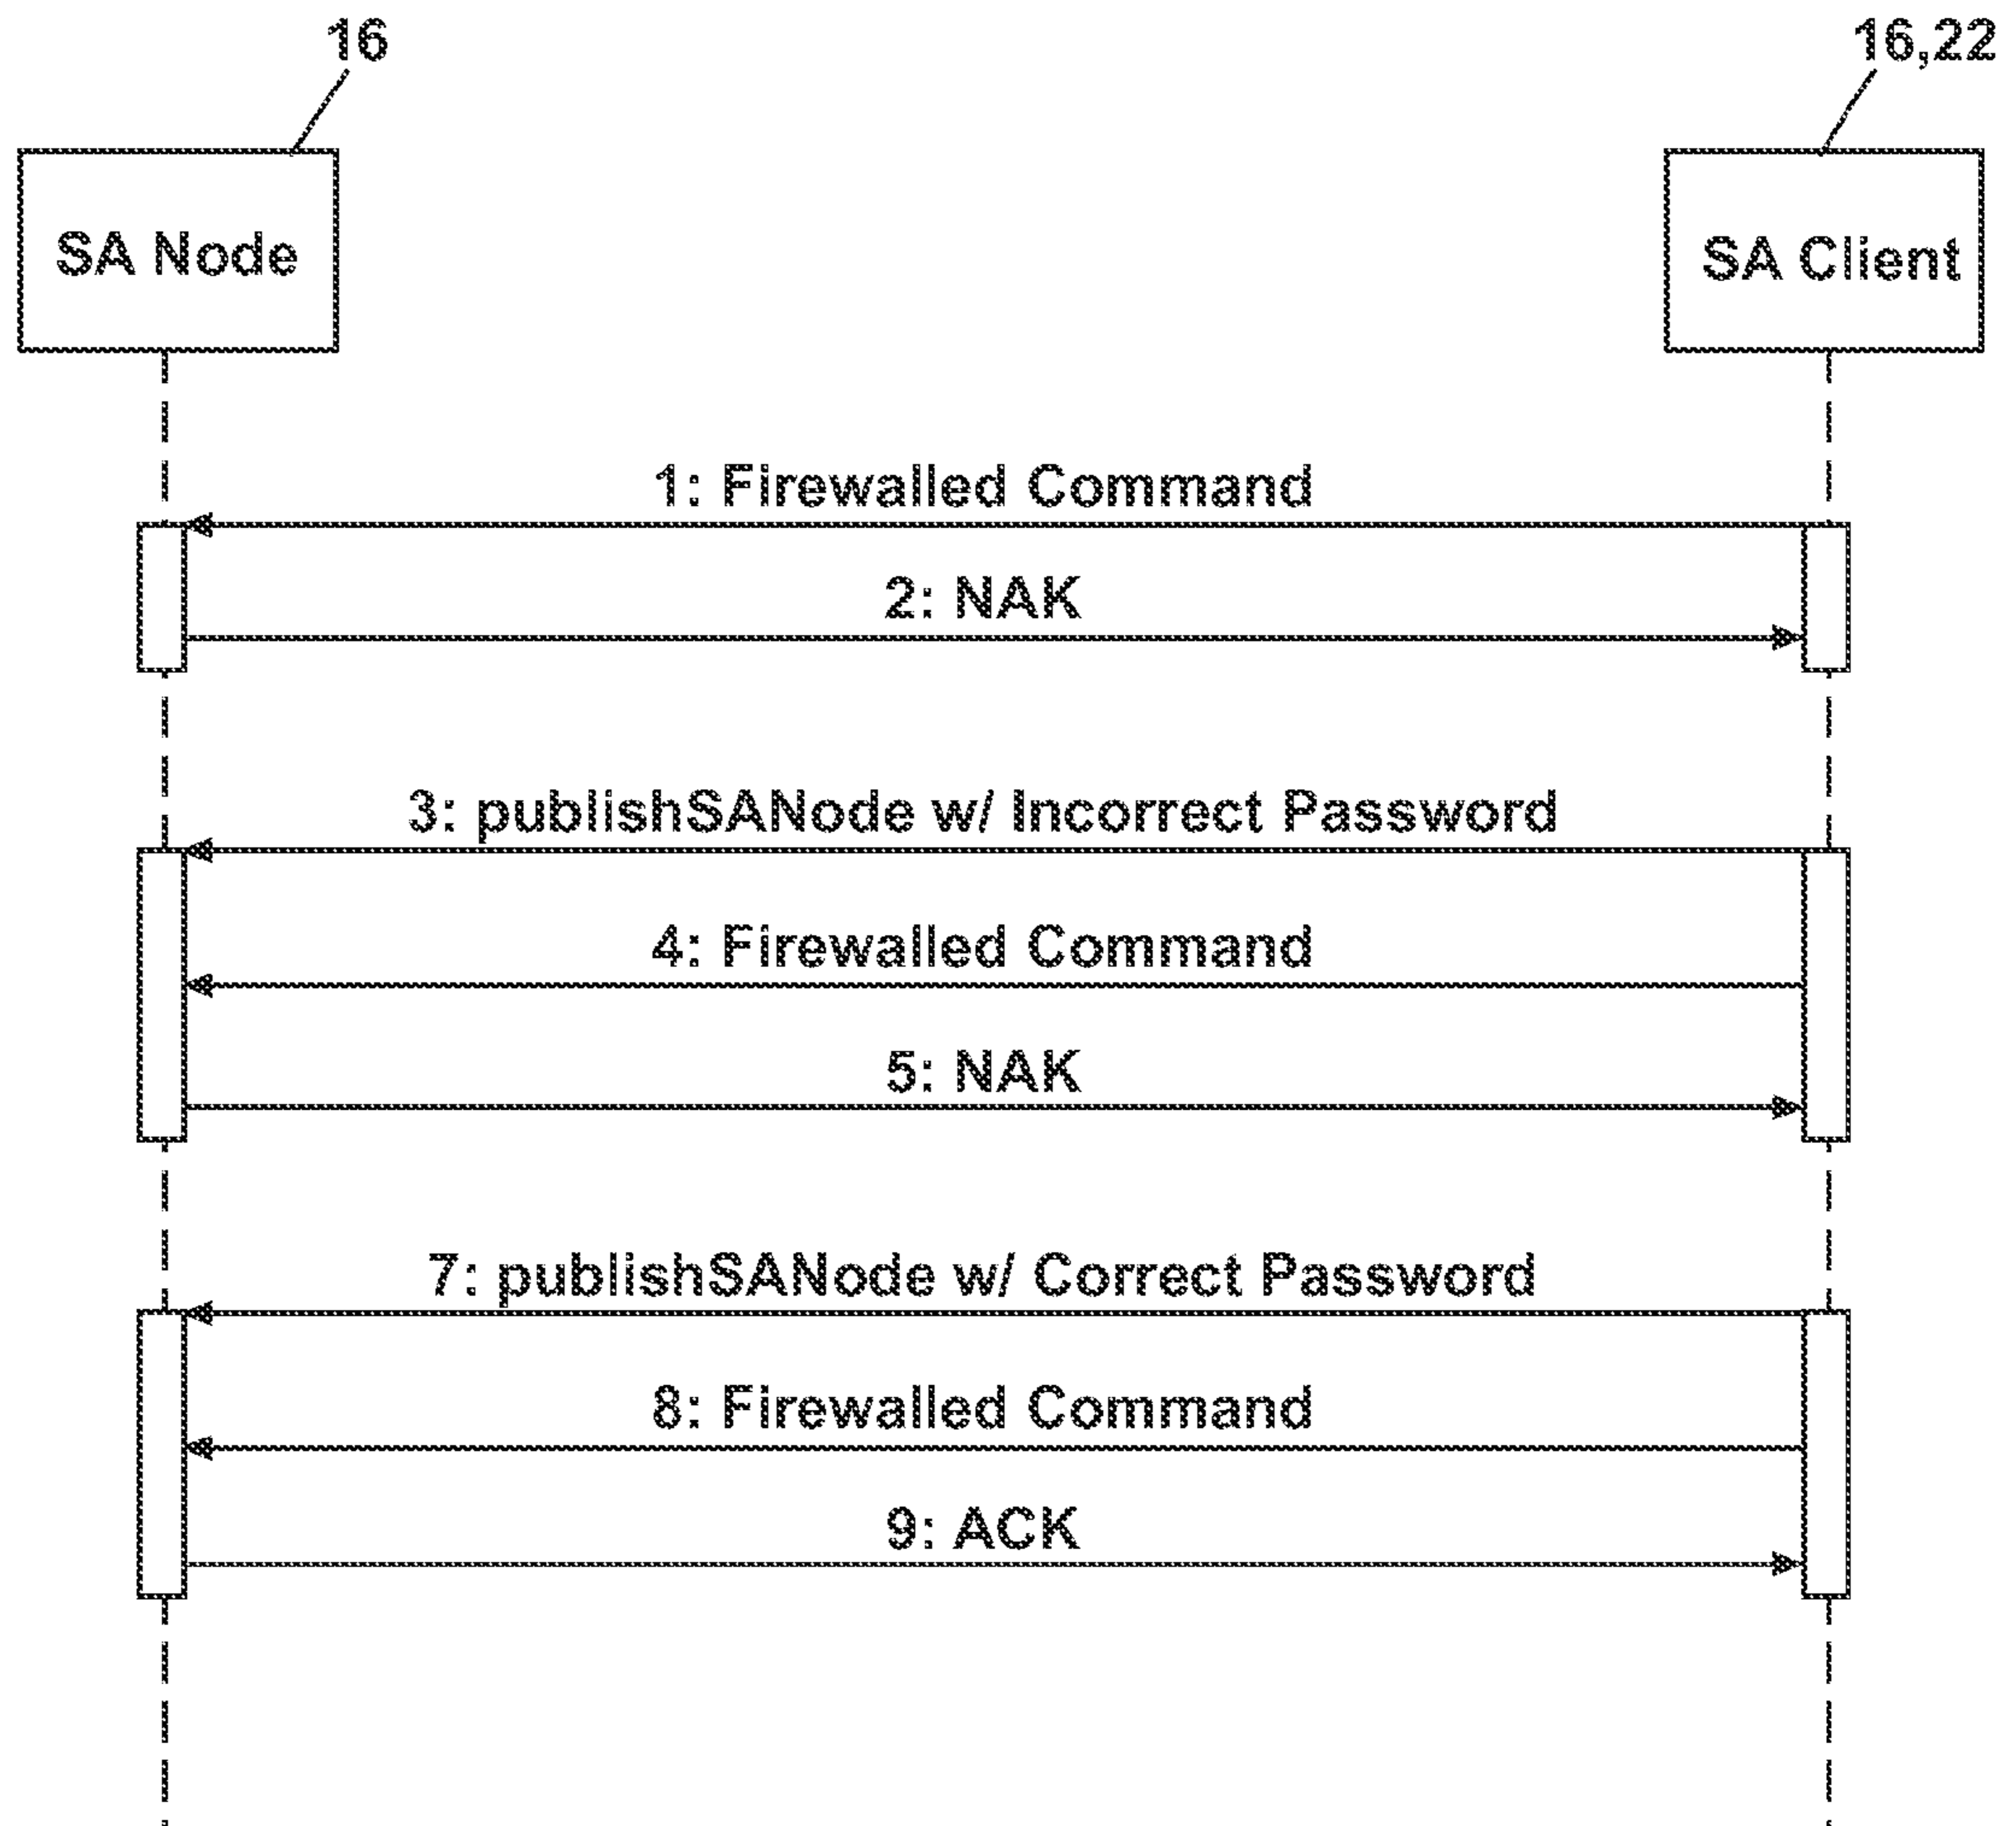 16
16,22
SA Node
SA Client
1: Firewalled Command
2: NAK
3: publishSANode w/ Incorrect Password
4: Firewalled Command
5: NAK
7: publishSANode w/ Correct Password
8: Firewalled Command
9: ACK